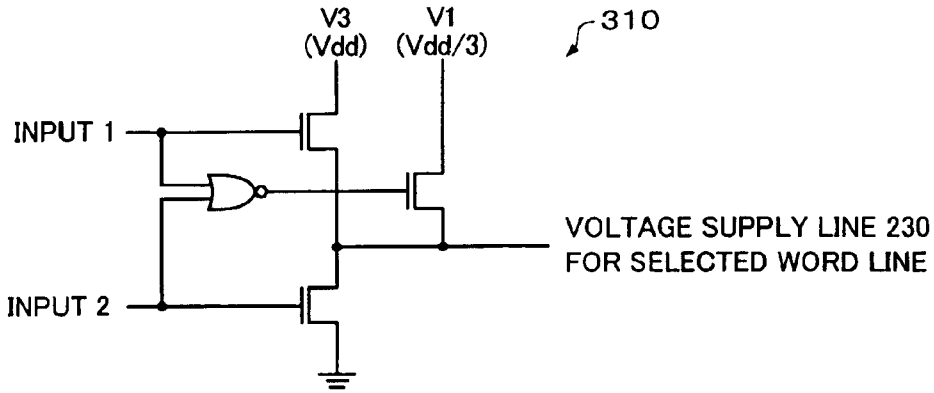 V3
(Vdd)
V1
(Vdd/3)
310
INPUT 1
VOLTAGE SUPPLY LINE 230
FOR SELECTED WORD LINE
INPUT 2